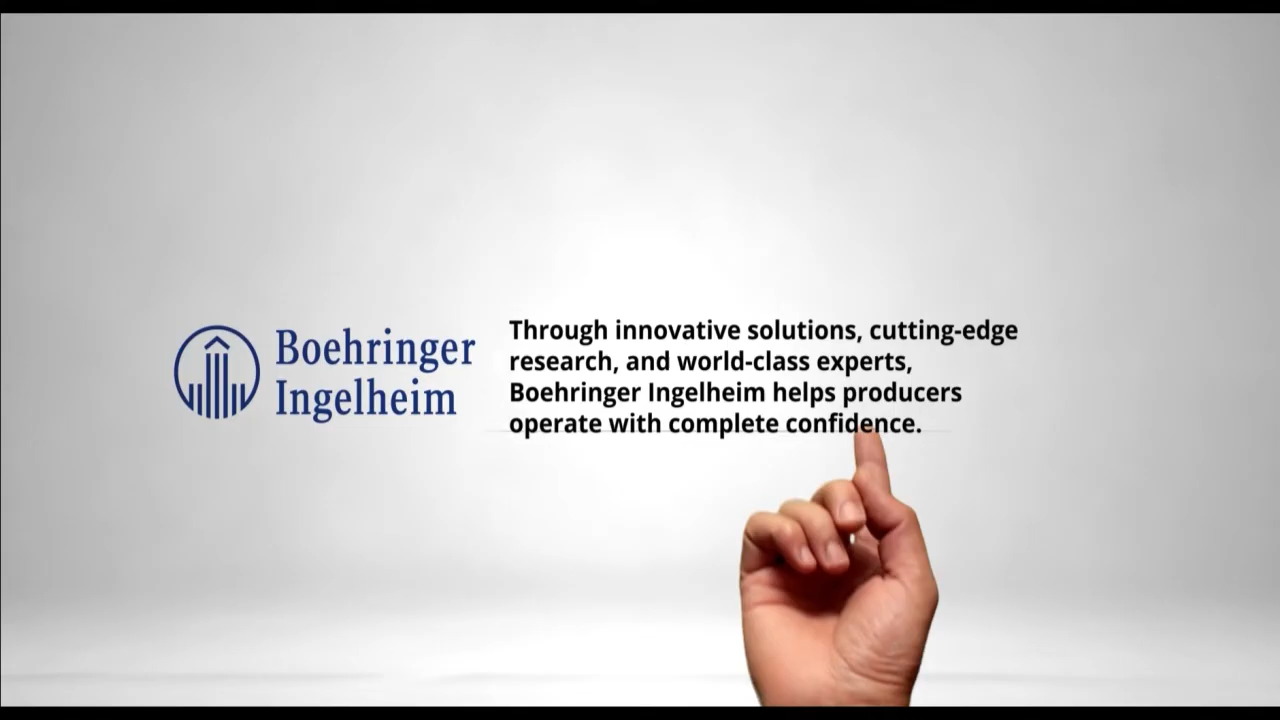 Boehringer
Ingelheim
Through innovative solutions, cutting-edge
research, and world-class experts,
Boehringer Ingelheim helps producers
operate with complete confidence.